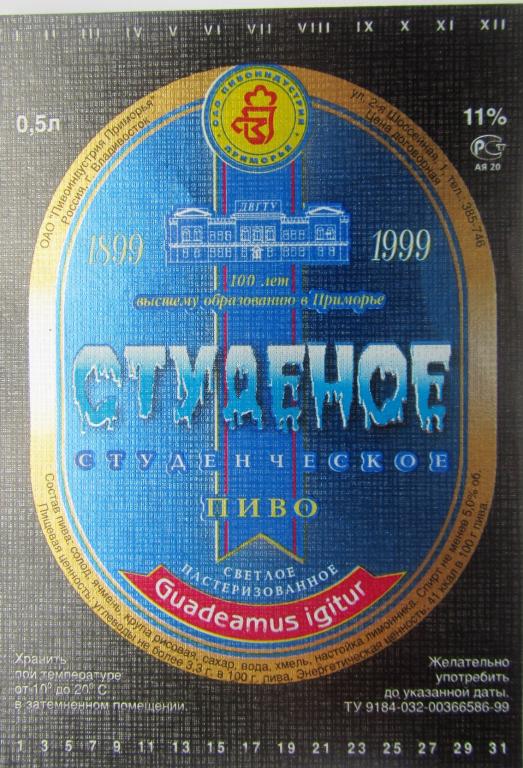 I II III IV V VI VII VIII IX X XI XII
0,5л
11%
АЯ 20
ОАО "Пивоиндустрия Приморья"
Россия, г. Владивосток
ОАО ПИВОИНДУСТРИЯ
ПРИМОРЬЯ
ул. 2-я Шоссейная, 1, тел.: 385-746
Цена договорная
ДВГТУ
1899
1999
100 лет
высшему образованию в Приморье
СТУДЕНОЕ
СТУДЕНЧЕСКОЕ
ПИВО
СВЕТЛОЕ
ПАСТЕРИЗОВАННОЕ
Guadeamus igitur
Состав пива: солод, ячмень, крупа рисовая, сахар, вода, хмель, настойка лимонника. Спирт не менее 5,0% об.
Пищевая ценность: углеводы не более 3,3 г. в 100 г. пива. Энергетическая ценность: 41 ккал в 100 г пива.
Хранить
при температуре
от 10° до 20° С
в затемненном помещении.
Желательно
употребить
до указанной даты.
ТУ 9184-032-00366586-99
1 3 5 7 9 11 13 15 17 19 21 23 25 27 29 31